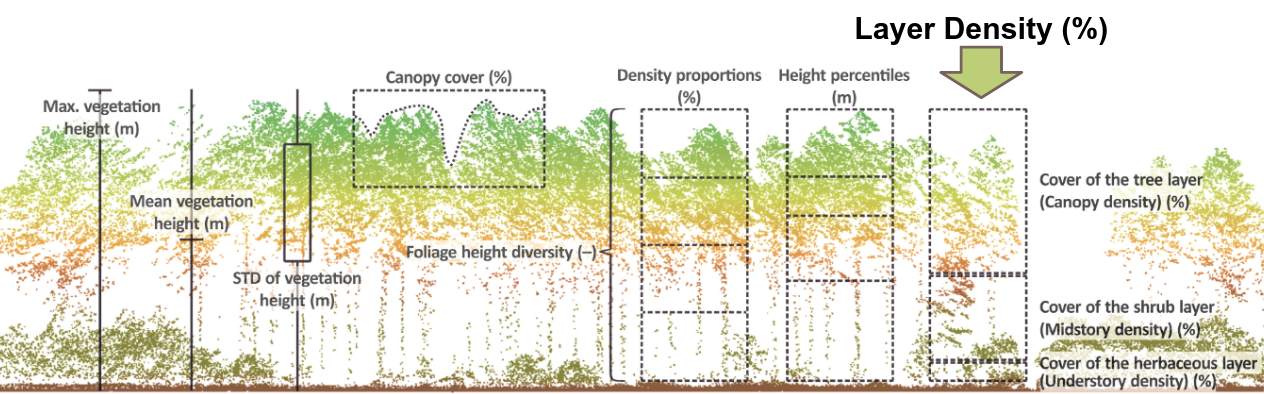 Layer Density (%)
Canopy cover (%)
Density proportions
(%)
Height percentiles
(m)
Max. vegetation
height (m)
Mean vegetation
height (m)
STD of vegetation
height (m)
Foliage height diversity (–)
Cover of the tree layer
(Canopy density) (%)
Cover of the shrub layer
(Midstory density) (%)
Cover of the herbaceous layer
(Understory density) (%)